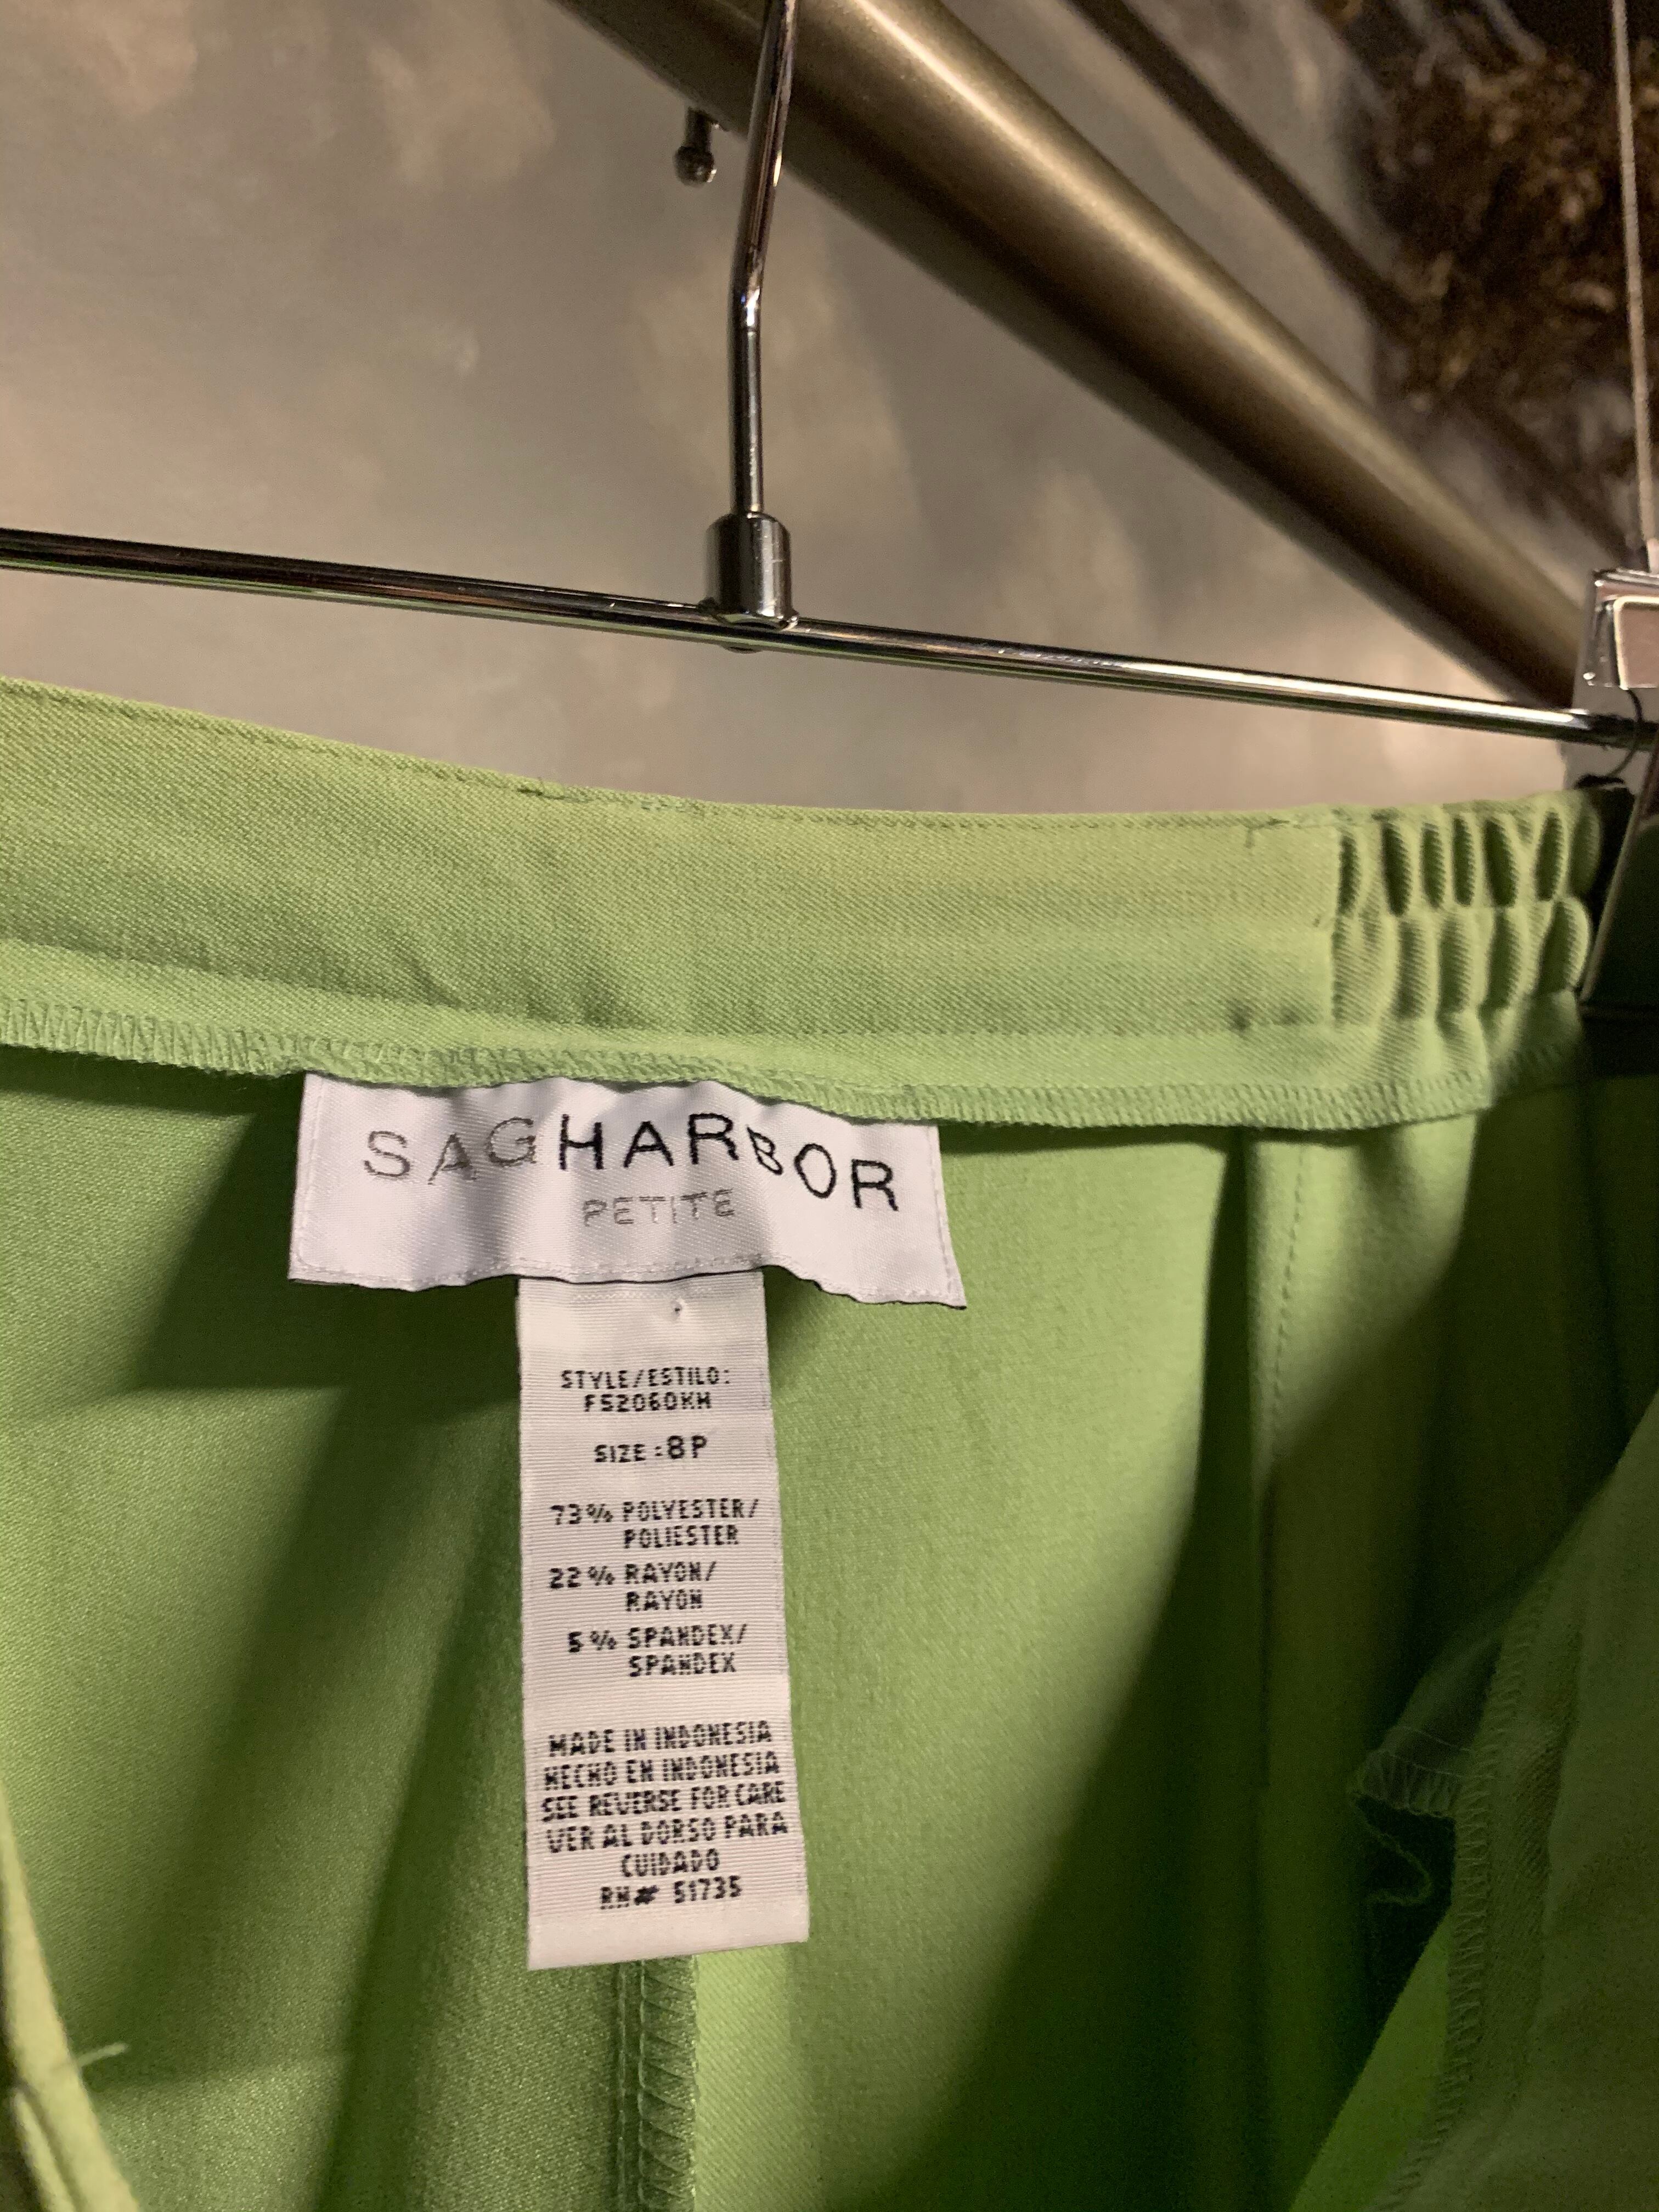 SAGHARBOR
PETITE
STYLE/ESTILO:
FS2060KH
SIZE:8P
73% POLYESTER/
POLIESTER
22% RAYON/
RAYON
5% SPANDEX/
SPANDEX
MADE IN INDONESIA
HECHO EN INDONESIA
SEE REVERSE FOR CARE
VER AL DORSO PARA
CUIDADO
RN# 51735